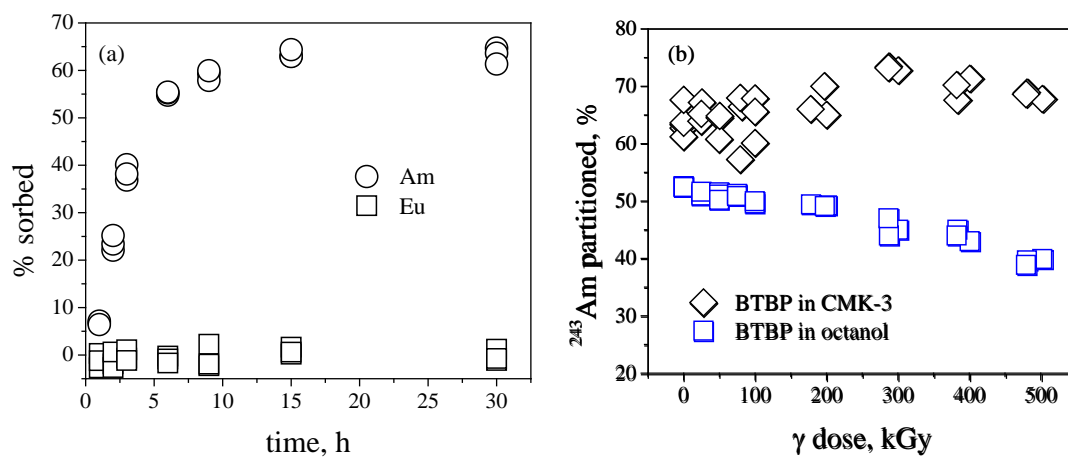 (a)
70
60
50
40
30
20
10
0
% sorbed
Am
Eu
0 5 10 15 20 25 30
time, h
(b)
80
70
60
50
40
30
20
²⁴³Am partitioned, %
BTBP in CMK-3
BTBP in octanol
0 100 200 300 400 500
γ dose, kGy